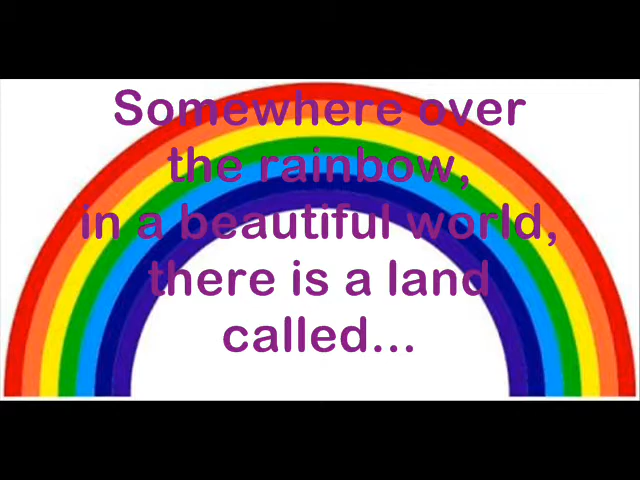 Somewhere over
the rainbow,
in a beautiful world,
there is a land
called...